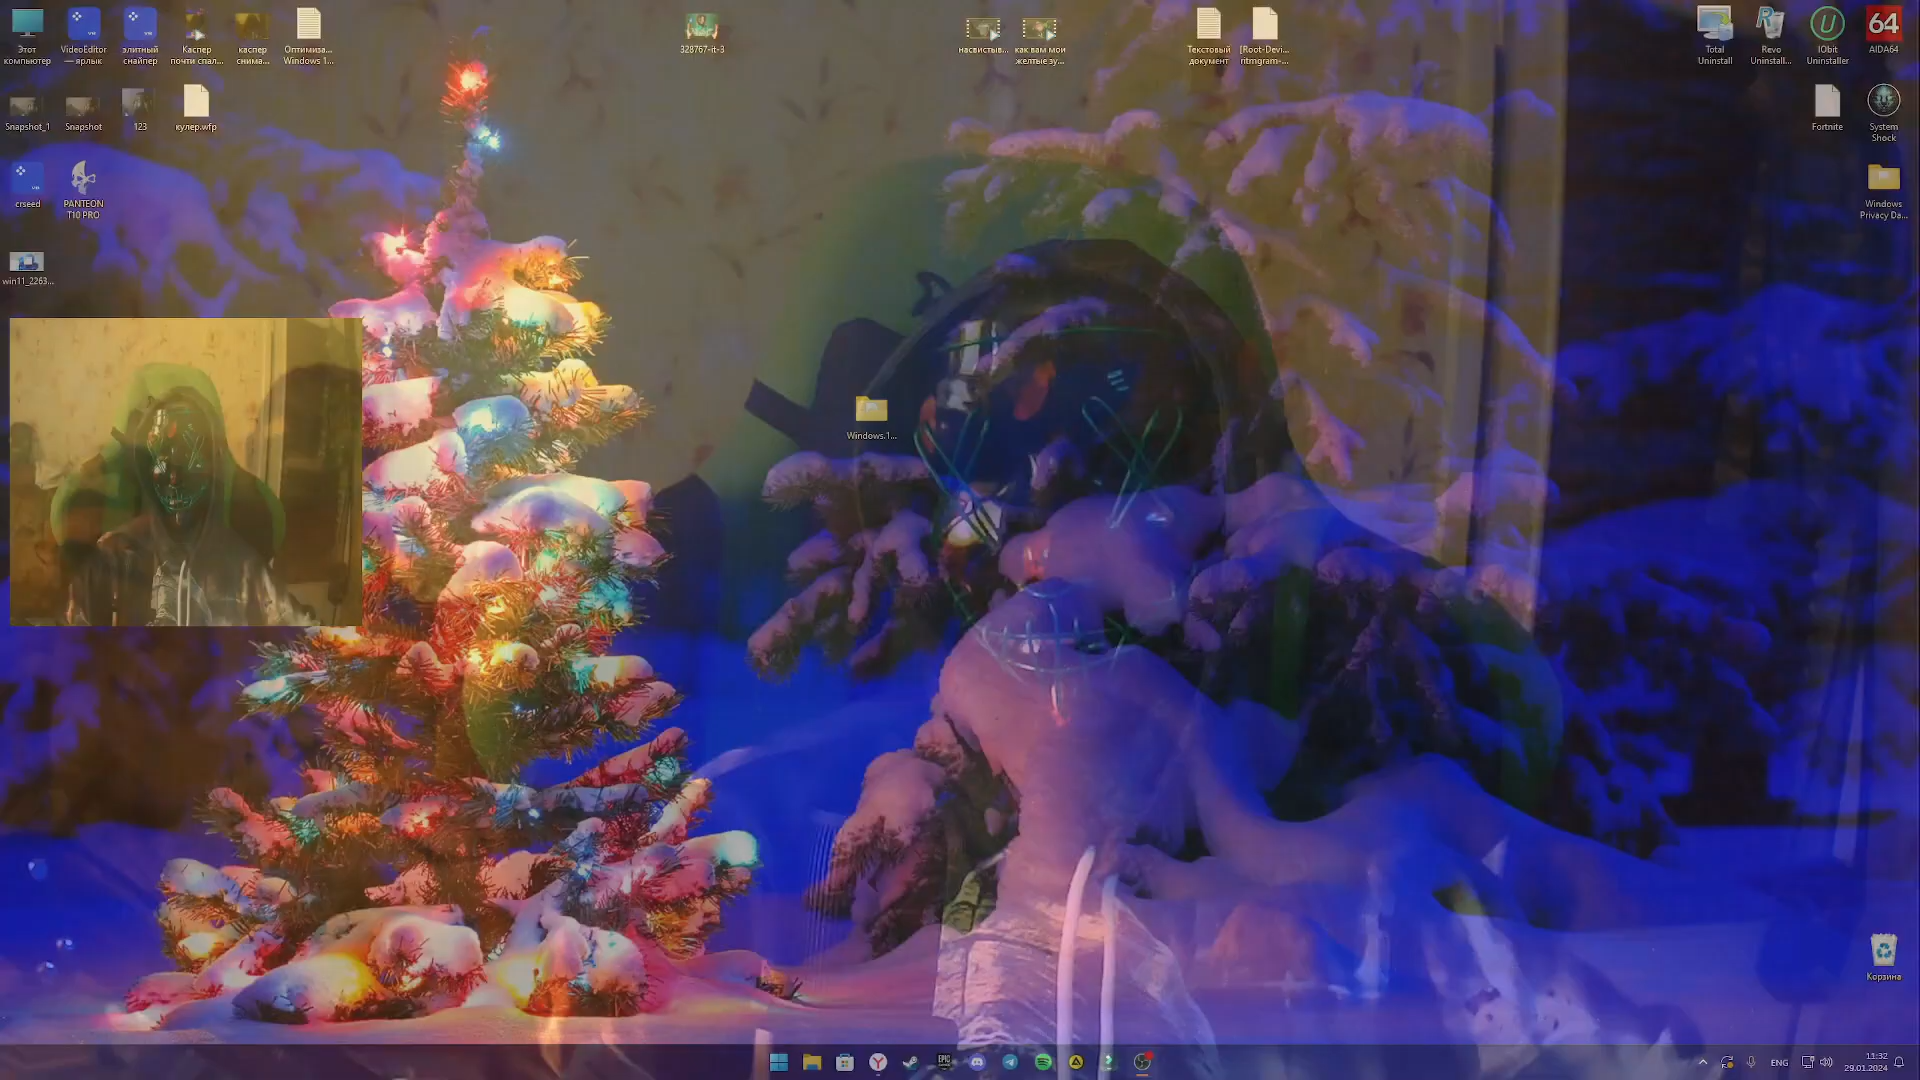 Этот
компьютер
VideoEditor
— ярлык
элитный
снайпер
Каспер
почти спал...
каспер
снима...
Оптимиза...
Windows 1...
328767-it-3
насвистыв...
как вам мои
желтые зу...
Текстовый
документ
[Root-Devi...
ritmgram-...
Total
Uninstall
Revo
Uninstall...
IObit
Uninstaller
64
AIDA64
Snapshot_1
Snapshot
123
кулер.wfp
Fortnite
System
Shock
crseed
PANTEON
T10 PRO
Windows
Privacy Da...
win11_2263...
Windows.1...
Корзина
EPIC
ENG
11:32
29.01.2024